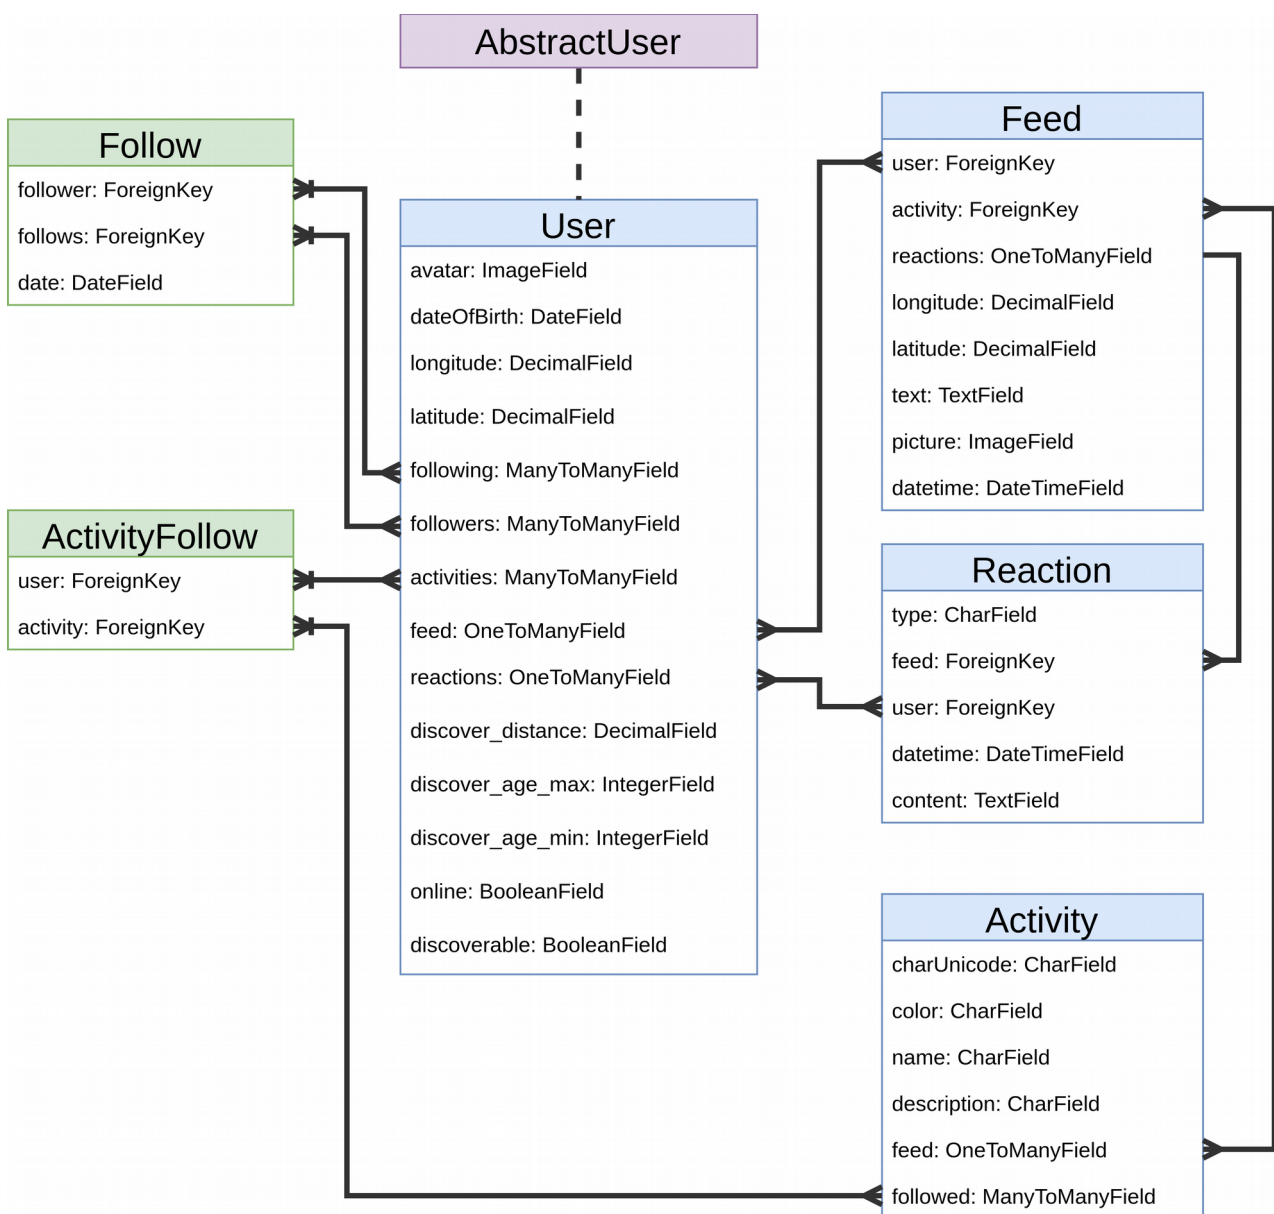 AbstractUser
Follow
follower: ForeignKey
follows: ForeignKey
date: DateField
ActivityFollow
user: ForeignKey
activity: ForeignKey
User
avatar: ImageField
dateOfBirth: DateField
longitude: DecimalField
latitude: DecimalField
following: ManyToManyField
followers: ManyToManyField
activities: ManyToManyField
feed: OneToManyField
reactions: OneToManyField
discover_distance: DecimalField
discover_age_max: IntegerField
discover_age_min: IntegerField
online: BooleanField
discoverable: BooleanField
Feed
user: ForeignKey
activity: ForeignKey
reactions: OneToManyField
longitude: DecimalField
latitude: DecimalField
text: TextField
picture: ImageField
datetime: DateTimeField
Reaction
type: CharField
feed: ForeignKey
user: ForeignKey
datetime: DateTimeField
content: TextField
Activity
charUnicode: CharField
color: CharField
name: CharField
description: CharField
feed: OneToManyField
followed: ManyToManyField